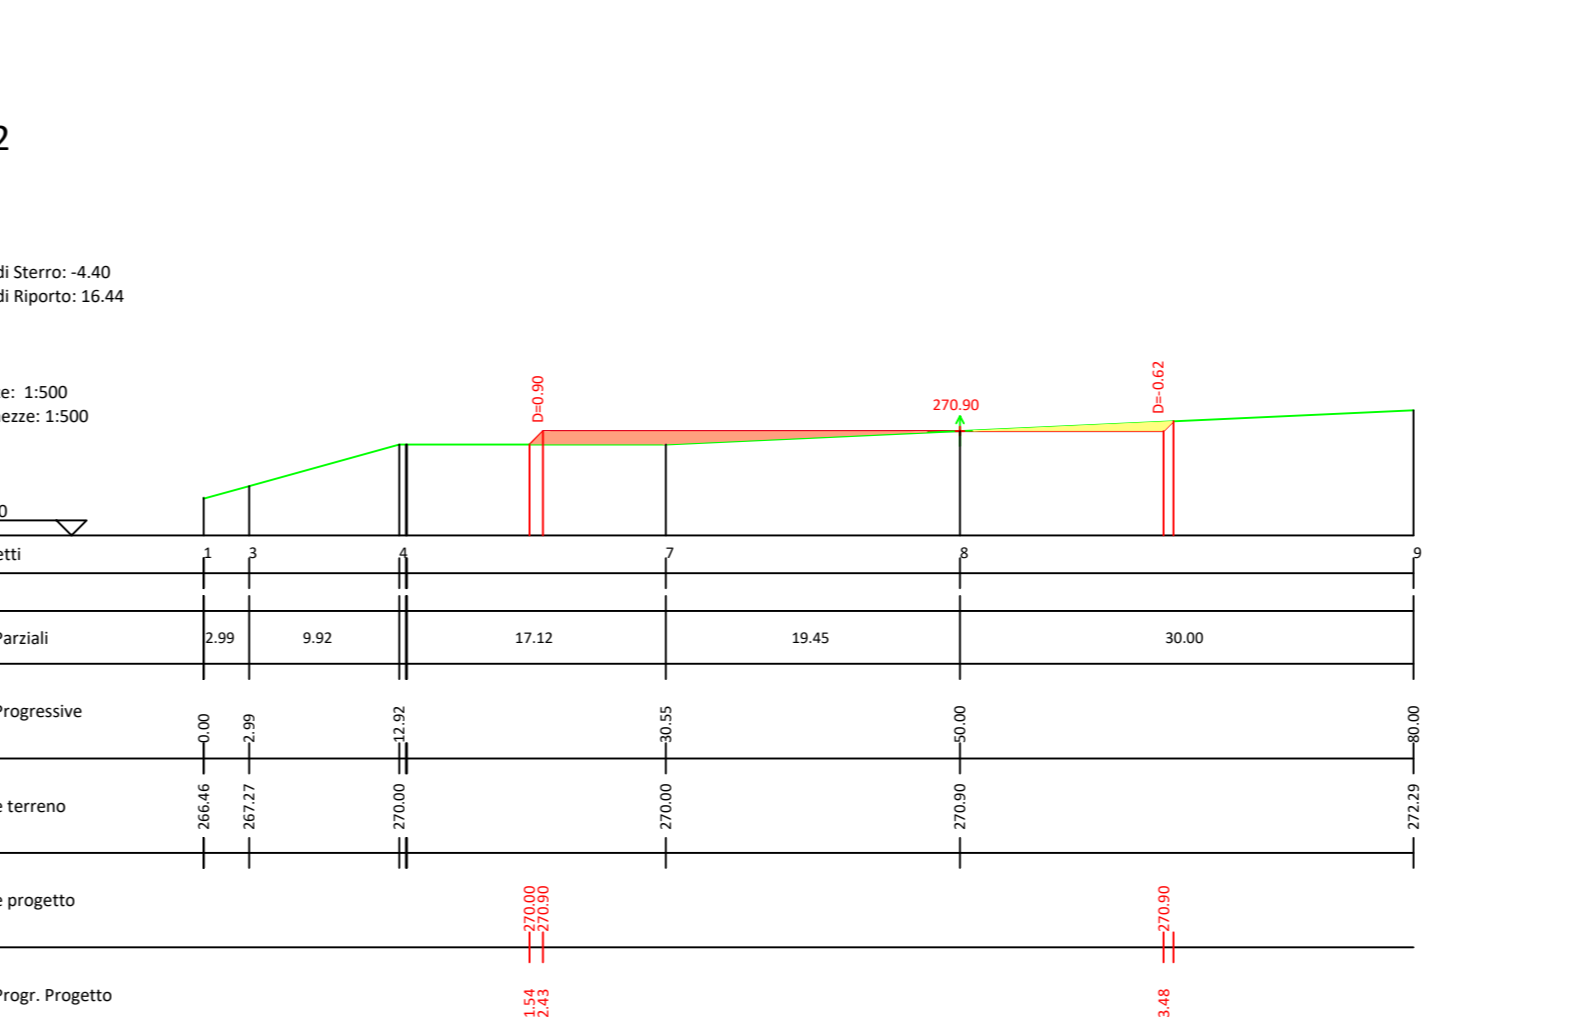 2
di Sterro: -4.40
di Riporto: 16.44
e: 1:500
ezze: 1:500
D=0.90
270.90
D=-0.62
0
etti 1 3 4 7 8 9
Parziali 2.99 9.92 17.12 19.45 30.00
Progressive 0.00 2.99 12.92 30.55 50.00 80.00
e terreno 266.46 267.27 270.00 270.00 270.90 272.29
e progetto 270.00 270.90 270.90
Progr. Progetto 1.54 2.43 3.48